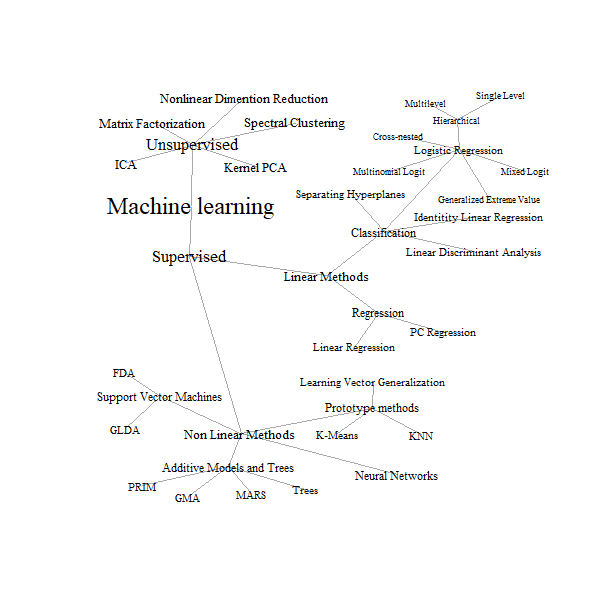 Single Level
Nonlinear Dimention Reduction
Multilevel
Hierarchical
Matrix Factorization
Spectral Clustering
Cross-nested
Unsupervised
Logistic Regression
ICA
Kernel PCA
Multinomial Logit
Mixed Logit
Separating Hyperplanes
Generalized Extreme Value
Machine learning
Identitity Linear Regression
Classification
Supervised
Linear Discriminant Analysis
Linear Methods
Regression
PC Regression
Linear Regression
FDA
Learning Vector Generalization
Support Vector Machines
Prototype methods
GLDA
Non Linear Methods
K-Means
KNN
Additive Models and Trees
Neural Networks
PRIM
GMA
MARS
Trees